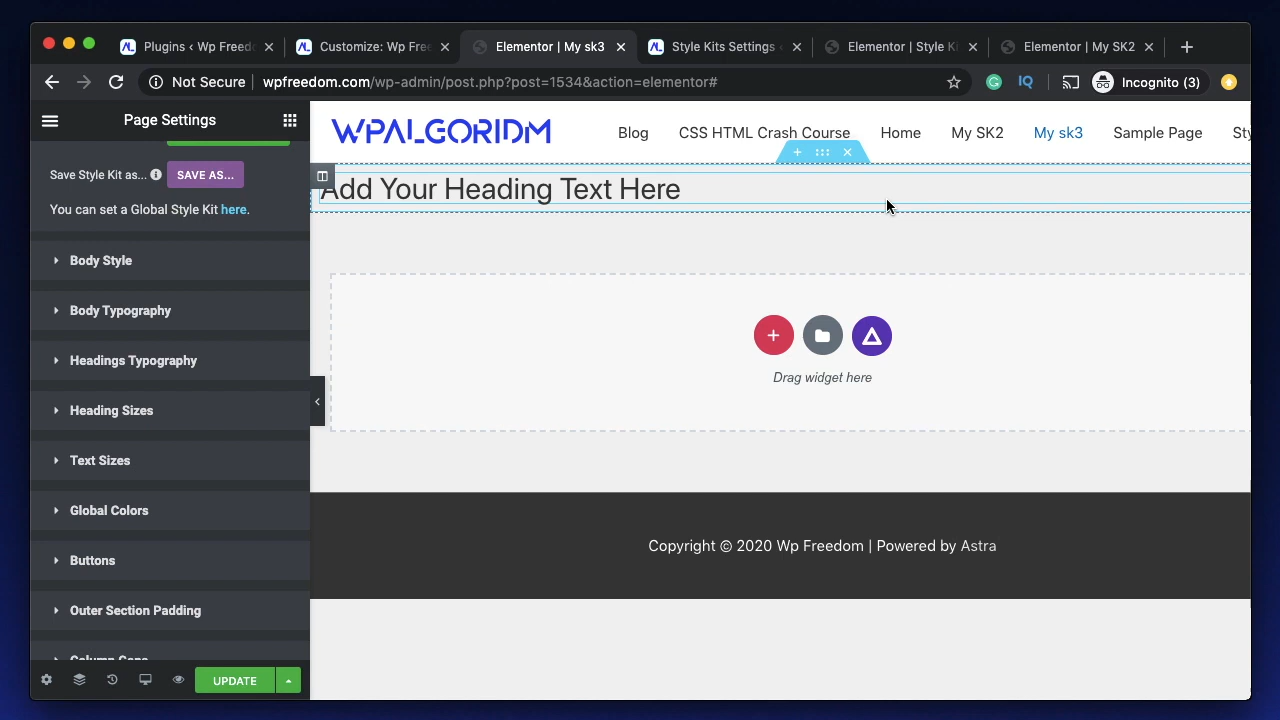 Plugins ‹ Wp Freed
Customize: Wp Fre
Elementor | My sk3
Style Kits Settings
Elementor | Style K
Elementor | My SK2
Not Secure
wpfreedom.com/wp-admin/post.php?post=1534&action=elementor#
IQ
Incognito (3)
Page Settings
WPALGORIDM
Blog
CSS HTML Crash Course
Home
My SK2
My sk3
Sample Page
Sty
Save Style Kit as...
SAVE AS...
You can set a Global Style Kit here.
Add Your Heading Text Here
Body Style
Body Typography
Headings Typography
Heading Sizes
Text Sizes
Global Colors
Buttons
Outer Section Padding
Column Gaps
Drag widget here
Copyright © 2020 Wp Freedom | Powered by Astra
UPDATE